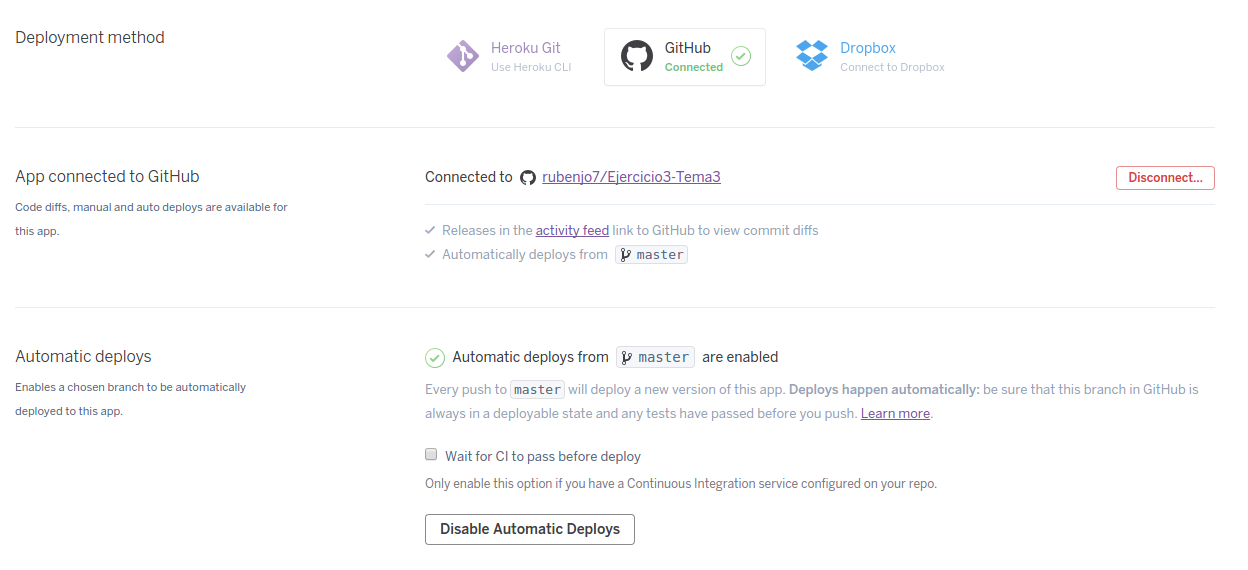 Deployment method
Heroku Git
Use Heroku CLI
GitHub
Connected
Dropbox
Connect to Dropbox
App connected to GitHub
Code diffs, manual and auto deploys are available for
this app.
Connected to rubenjo7/Ejercicio3-Tema3
Disconnect...
Releases in the activity feed link to GitHub to view commit diffs
Automatically deploys from master
Automatic deploys
Enables a chosen branch to be automatically
deployed to this app.
Automatic deploys from master are enabled
Every push to master will deploy a new version of this app. Deploys happen automatically: be sure that this branch in GitHub is
always in a deployable state and any tests have passed before you push. Learn more.
Wait for CI to pass before deploy
Only enable this option if you have a Continuous Integration service configured on your repo.
Disable Automatic Deploys